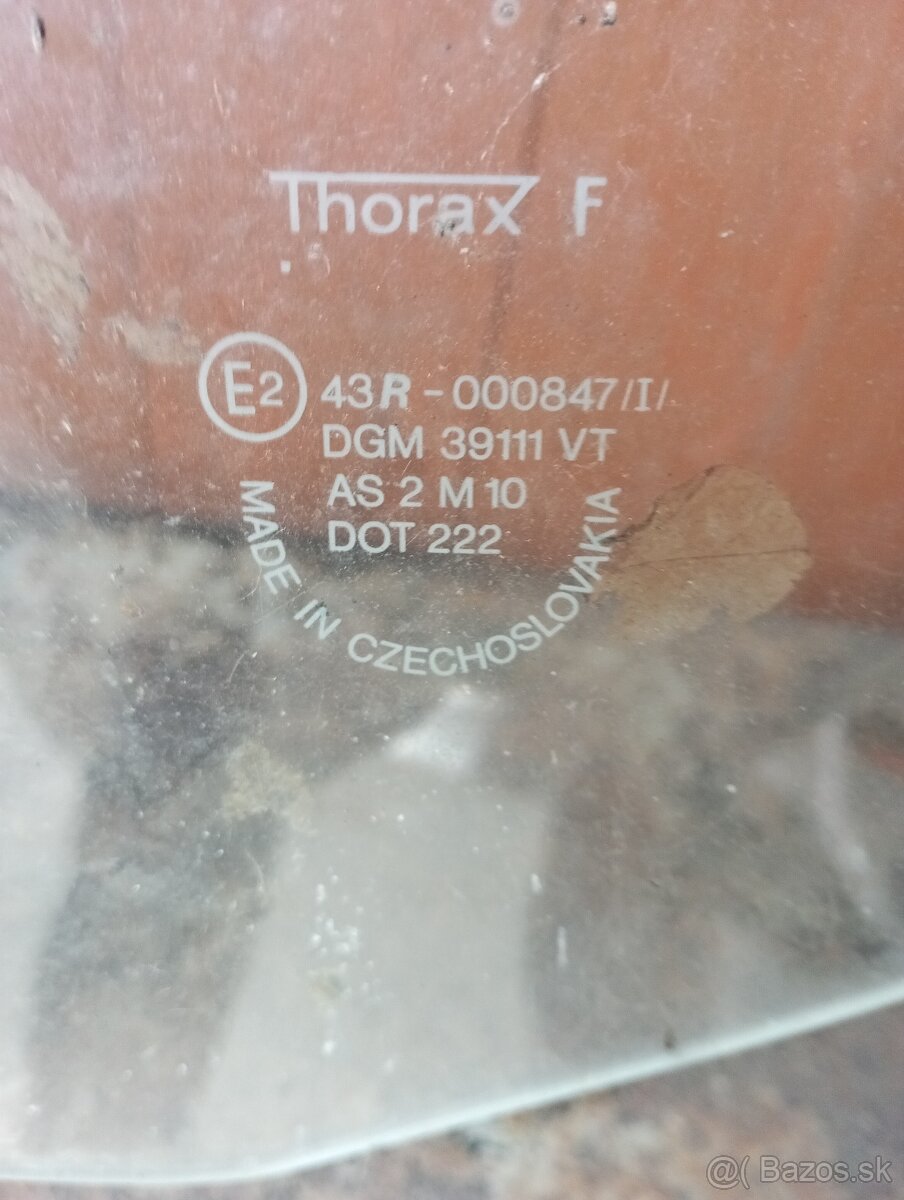 Thorax F
E2 43R - 000847/I/
DGM 39111 VT
AS 2 M 10
DOT 222
MADE IN CZECHOSLOVAKIA
@( Bazos.sk